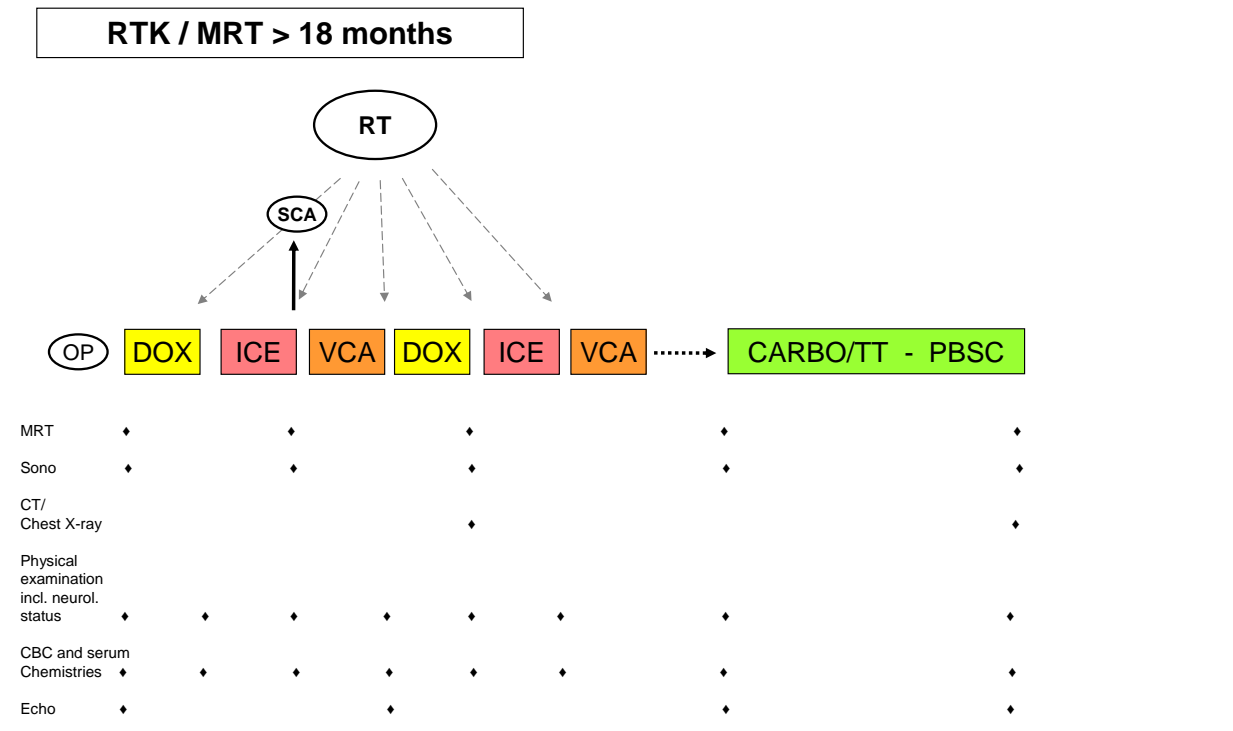 RTK / MRT > 18 months
RT
SCA
OP DOX ICE VCA DOX ICE VCA CARBO/TT - PBSC
MRT
Sono
CT/
Chest X-ray
Physical
examination
incl. neurol.
status
CBC and serum
Chemistries
Echo